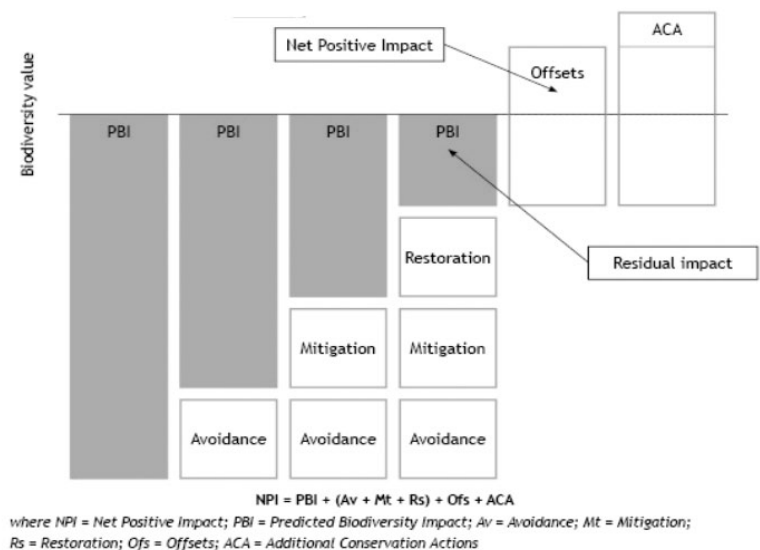 ACA
Net Positive Impact
Offsets
Biodiversity value
PBI PBI PBI PBI
Restoration
Residual impact
Mitigation Mitigation
Avoidance Avoidance Avoidance
NPI = PBI + (Av + Mt + Rs) + Ofs + ACA
where NPI = Net Positive Impact; PBI = Predicted Biodiversity Impact; Av = Avoidance; Mt = Mitigation;
Rs = Restoration; Ofs = Offsets; ACA = Additional Conservation Actions